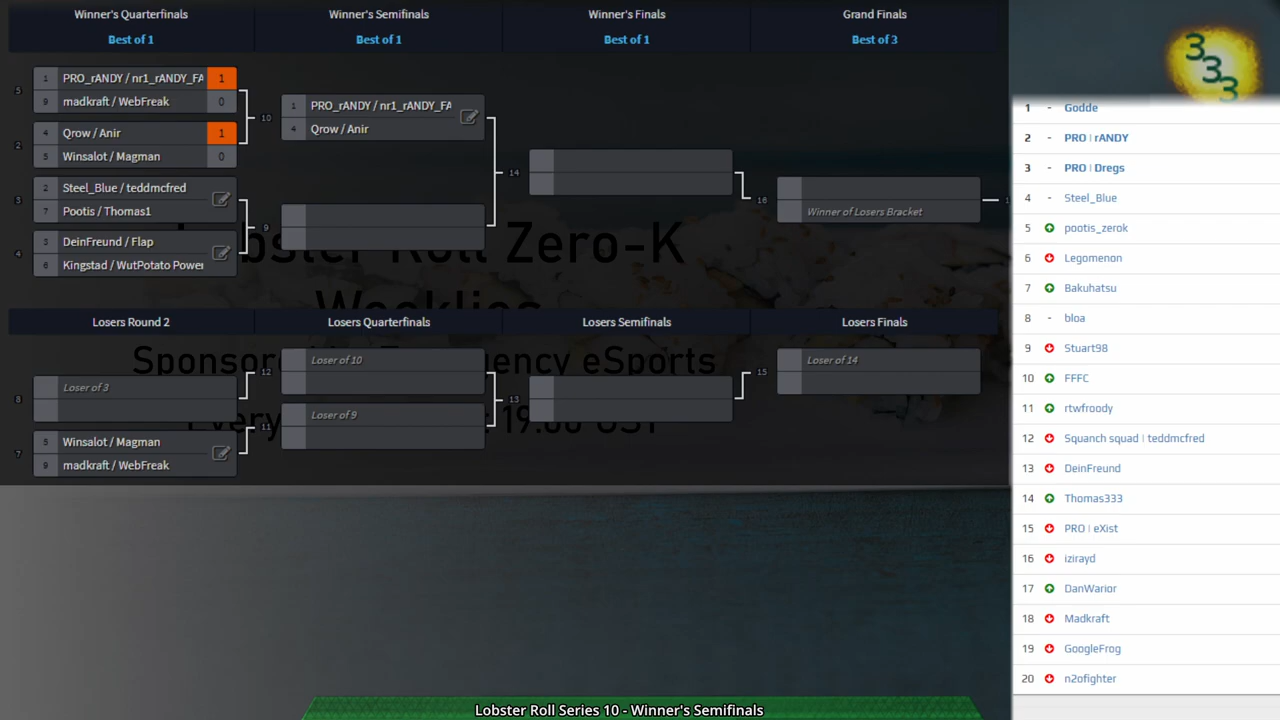 Winner's Quarterfinals
Best of 1
Winner's Semifinals
Best of 1
Winner's Finals
Best of 1
Grand Finals
Best of 3
5
1 PRO_rANDY / nr1_rANDY_FA 1
9 madkraft / WebFreak 0
2
4 Qrow / Anir 1
5 Winsalot / Magman 0
3
2 Steel_Blue / teddmcfred
7 Pootis / Thomas1
4
3 DeinFreund / Flap
6 Kingstad / WutPotato Power
10
1 PRO_rANDY / nr1_rANDY_FA
4 Qrow / Anir
9
14
16
Winner of Losers Bracket
1
Roll Zero-K
Losers Round 2
Losers Quarterfinals
Losers Semifinals
Losers Finals
8
Loser of 3
7
5 Winsalot / Magman
9 madkraft / WebFreak
12
Loser of 10
11
Loser of 9
13
15
Loser of 14
eSports
3
3
3
1 - Godde
2 - PRO | rANDY
3 - PRO | Dregs
4 - Steel_Blue
5 pootis_zerok
6 Legomenon
7 Bakuhatsu
8 - bloa
9 Stuart98
10 FFFC
11 rtwfroody
12 Squanch squad | teddmcfred
13 DeinFreund
14 Thomas333
15 PRO | eXist
16 izirayd
17 DanWarior
18 Madkraft
19 GoogleFrog
20 n2ofighter
Lobster Roll Series 10 - Winner's Semifinals